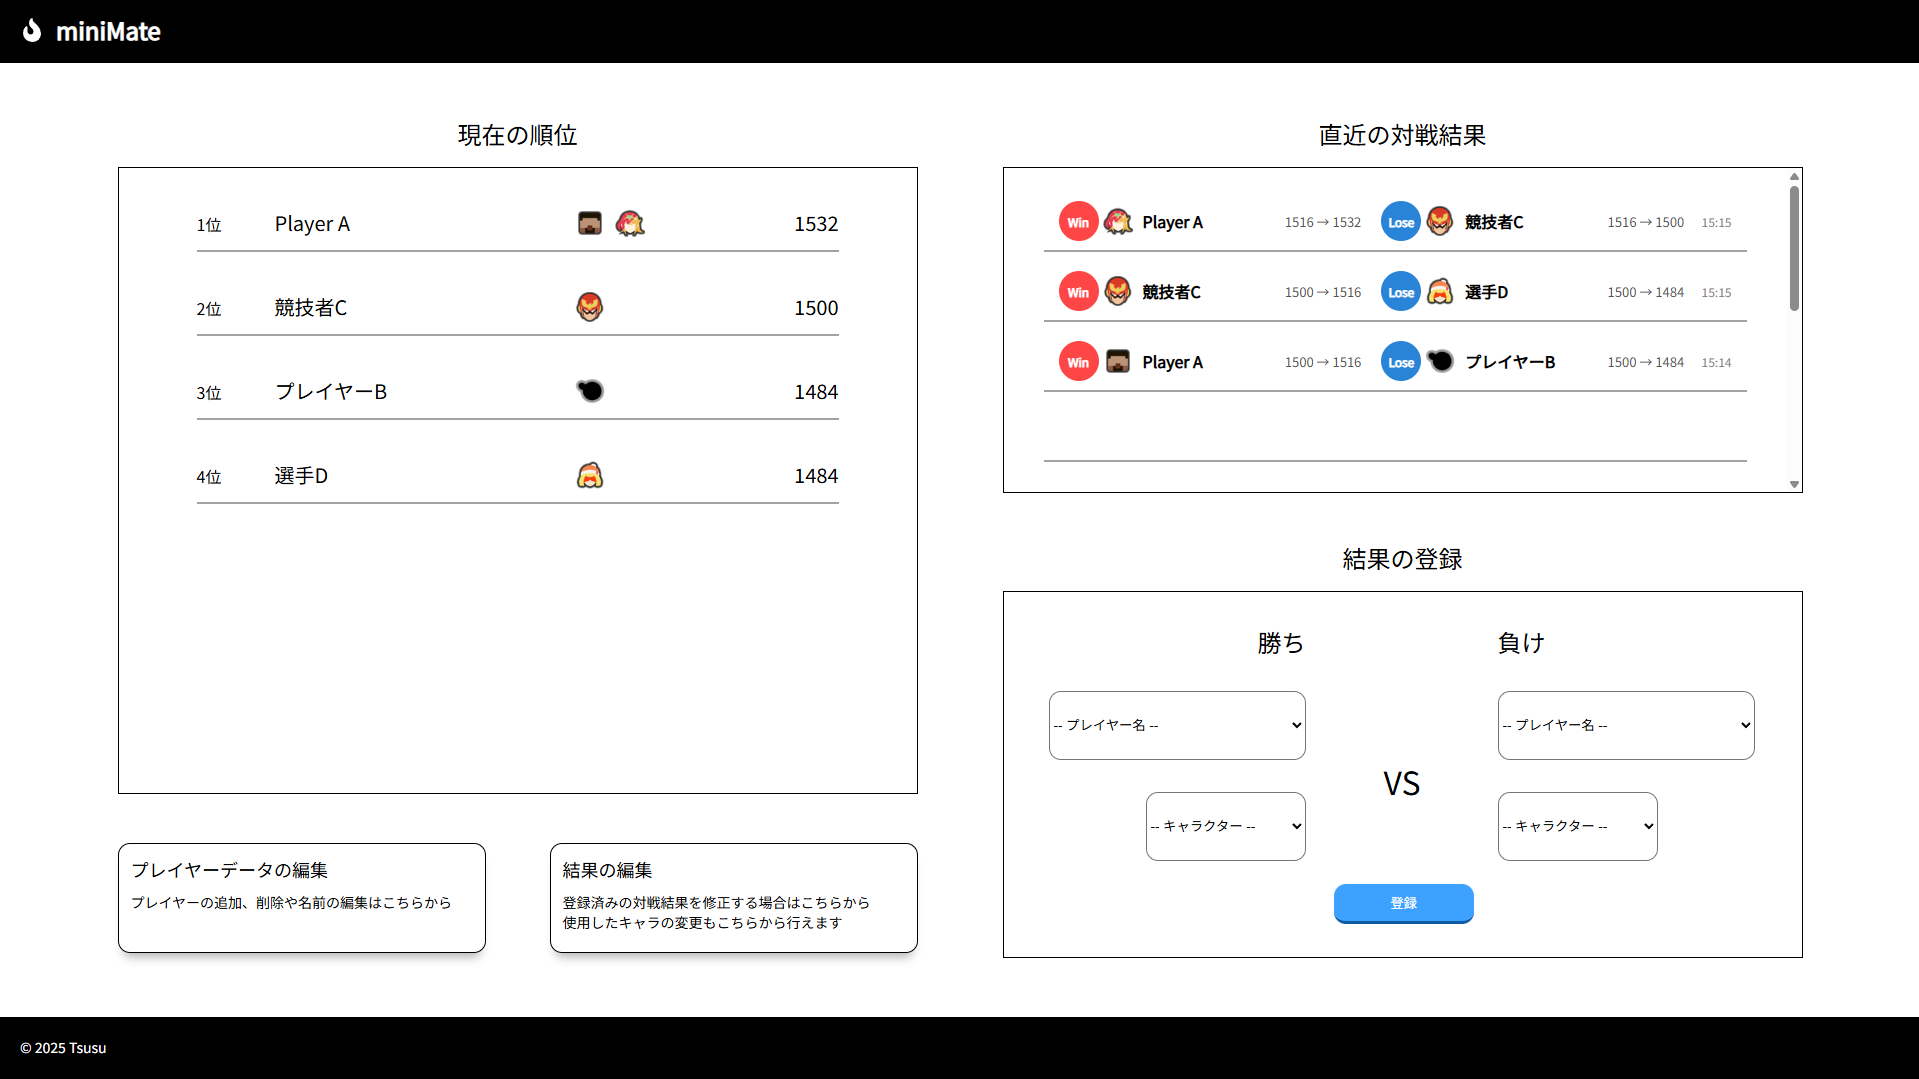 miniMate
現在の順位
1位 Player A 1532
2位 競技者C 1500
3位 プレイヤーB 1484
4位 選手D 1484
プレイヤーデータの編集
プレイヤーの追加、削除や名前の編集はこちらから
結果の編集
登録済みの対戦結果を修正する場合はこちらから
使用したキャラの変更もこちらから行えます
直近の対戦結果
Win Player A 1516 → 1532 Lose 競技者C 1516 → 1500 15:15
Win 競技者C 1500 → 1516 Lose 選手D 1500 → 1484 15:15
Win Player A 1500 → 1516 Lose プレイヤーB 1500 → 1484 15:14
結果の登録
勝ち 負け
-- プレイヤー名 -- -- プレイヤー名 --
VS
-- キャラクター -- -- キャラクター --
登録
© 2025 Tsusu